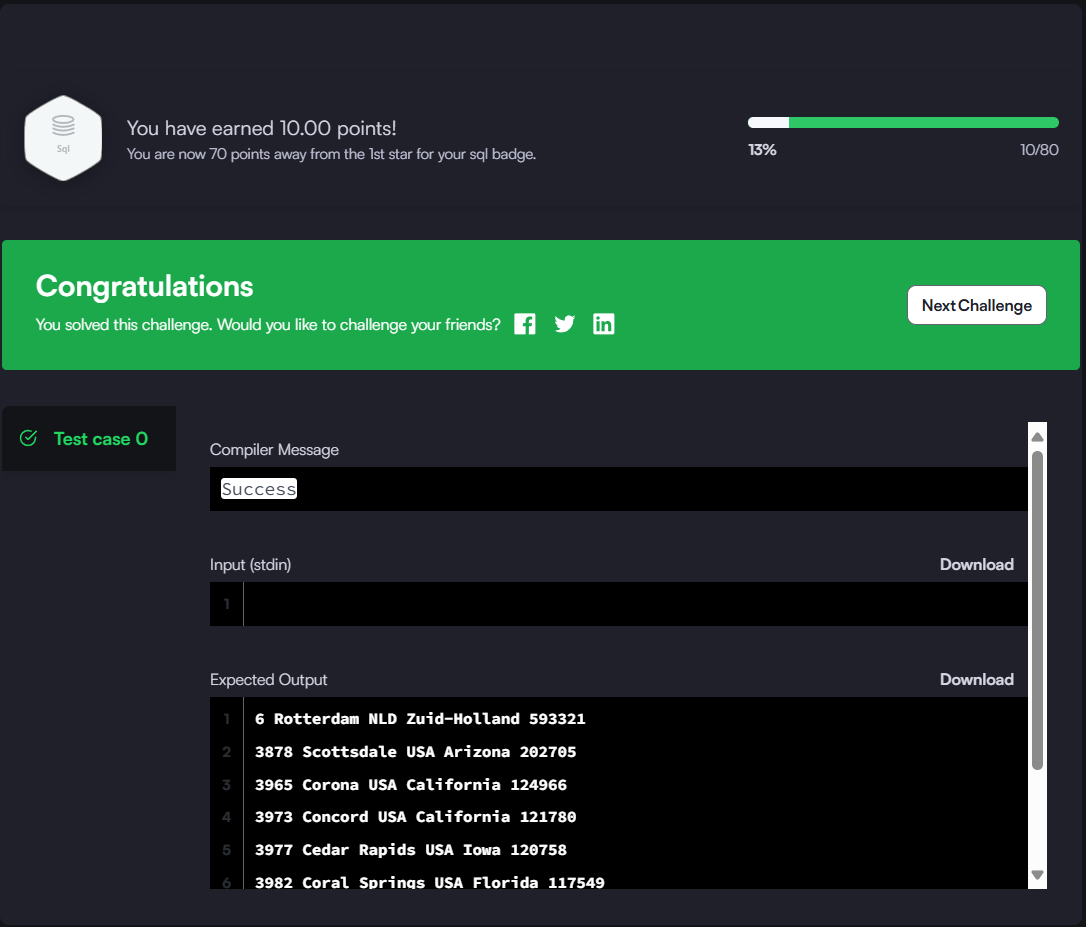 Sql
You have earned 10.00 points!
You are now 70 points away from the 1st star for your sql badge.
13%
10/80
Congratulations
You solved this challenge. Would you like to challenge your friends?
Next Challenge
Test case 0
Compiler Message
Success
Input (stdin)
Download
1
Expected Output
Download
1 6 Rotterdam NLD Zuid-Holland 593321
2 3878 Scottsdale USA Arizona 202705
3 3965 Corona USA California 124966
4 3973 Concord USA California 121780
5 3977 Cedar Rapids USA Iowa 120758
6 3982 Coral Springs USA Florida 117549